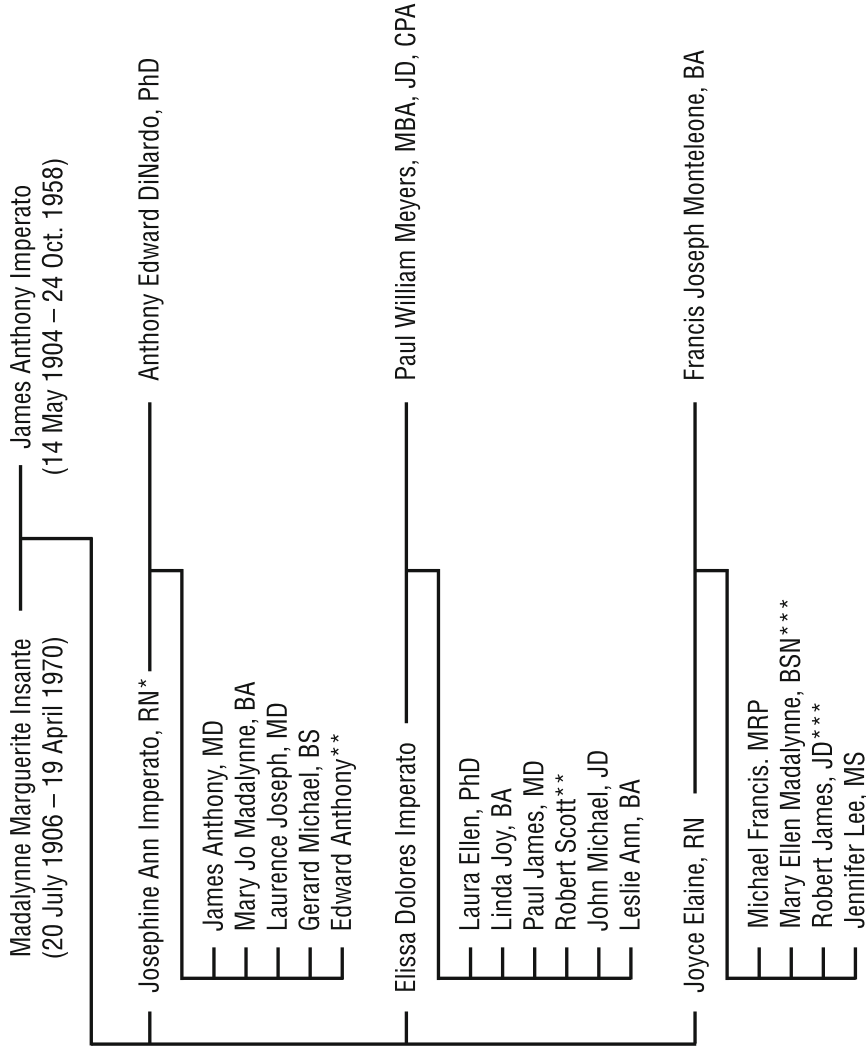 Madalynne Marguerite Insante
(20 July 1906 – 19 April 1970)
James Anthony Imperato
(14 May 1904 – 24 Oct. 1958)
Josephine Ann Imperato, RN*
Anthony Edward DiNardo, PhD
James Anthony, MD
Mary Jo Madalynne, BA
Laurence Joseph, MD
Gerard Michael, BS
Edward Anthony**
Elissa Dolores Imperato
Paul William Meyers, MBA, JD, CPA
Laura Ellen, PhD
Linda Joy, BA
Paul James, MD
Robert Scott**
John Michael, JD
Leslie Ann, BA
Joyce Elaine, RN
Francis Joseph Monteleone, BA
Michael Francis. MRP
Mary Ellen Madalynne, BSN***
Robert James, JD***
Jennifer Lee, MS